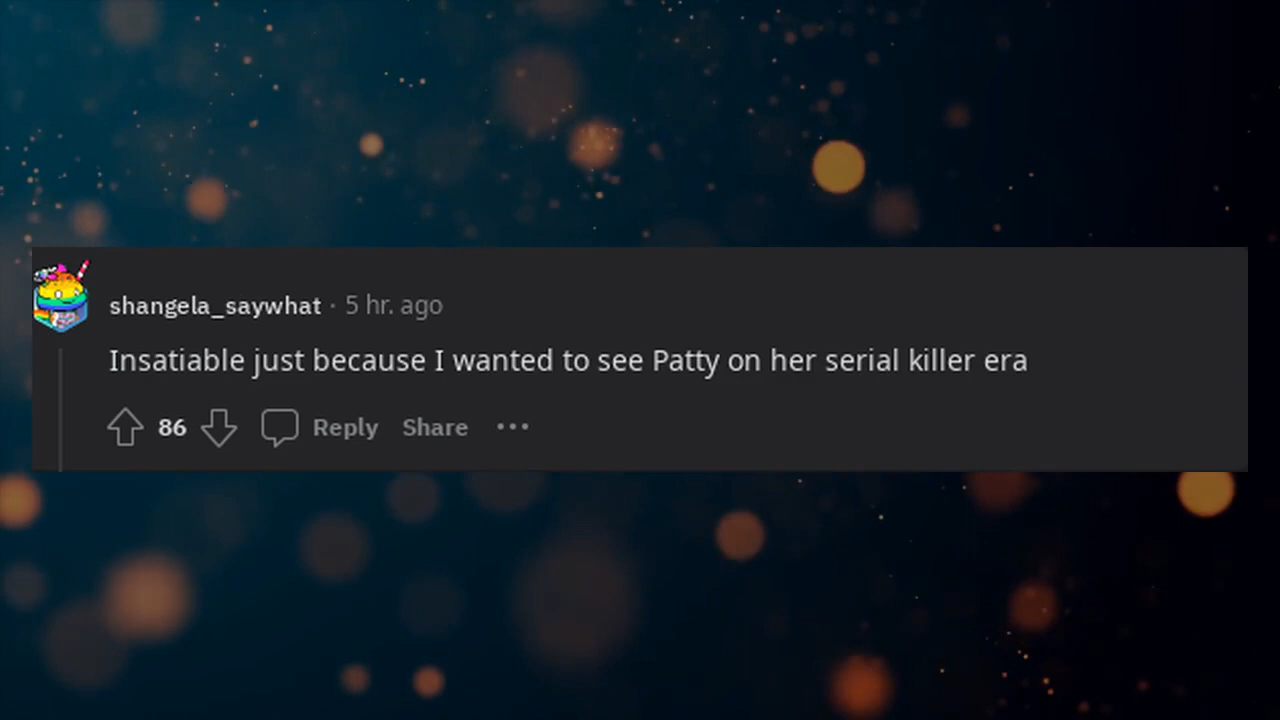 shangela_saywhat · 5 hr. ago
Insatiable just because I wanted to see Patty on her serial killer era
86 Reply Share •••